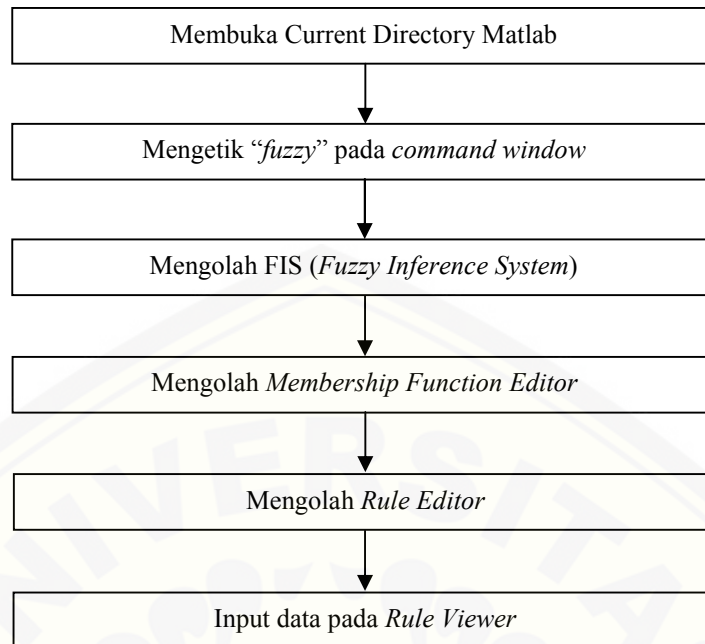 Membuka Current Directory Matlab
Mengetik “fuzzy” pada command window
Mengolah FIS (Fuzzy Inference System)
Mengolah Membership Function Editor
UNIVERSITA
Mengolah Rule Editor
Input data pada Rule Viewer